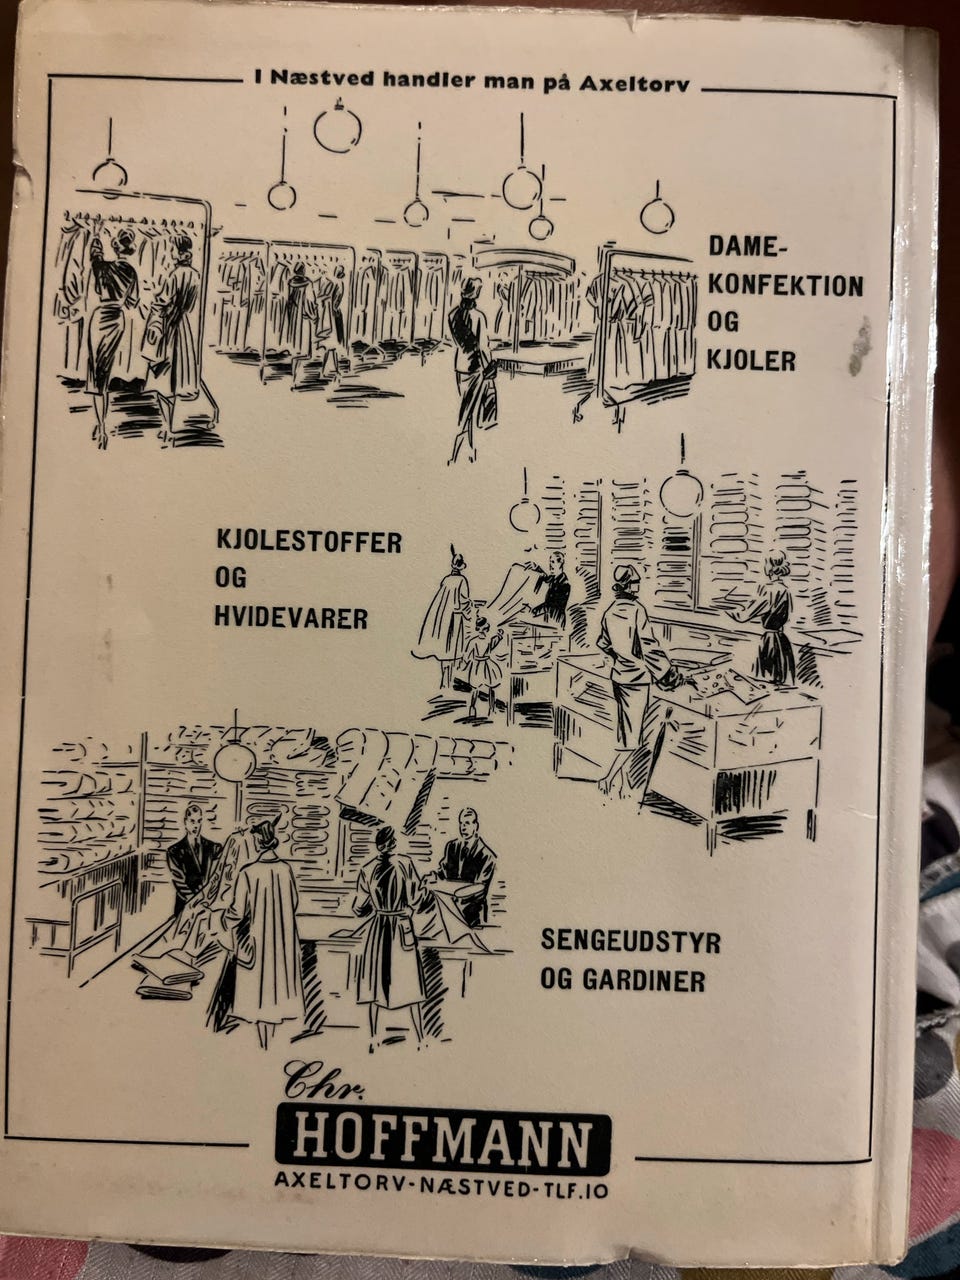 I Næstved handler man på Axeltorv
DAME-
KONFEKTION
OG
KJOLER
KJOLESTOFFER
OG
HVIDEVARER
SENGEUDSTYR
OG GARDINER
Chr.
HOFFMANN
AXELTORV-NÆSTVED-TLF.10